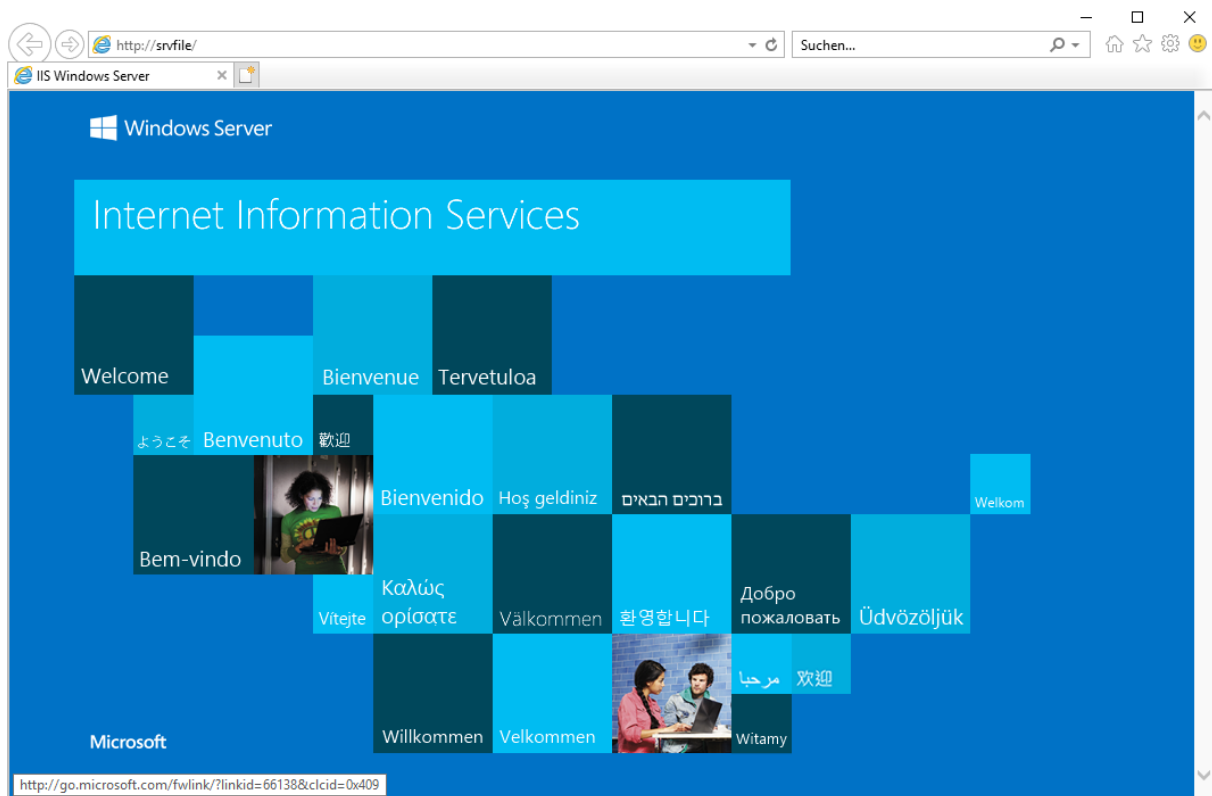 http://srvfile/
Suchen...
IIS Windows Server
Windows Server
Internet Information Services
Welcome
Bienvenue
Tervetuloa
ようこそ
Benvenuto
歡迎
Bienvenido
Hoş geldiniz
ברוכים הבאים
Welkom
Bem-vindo
Vítejte
Καλώς
ορίσατε
Välkommen
환영합니다
Добро
пожаловать
Üdvözöljük
مرحبا
欢迎
Microsoft
Willkommen
Velkommen
Witamy
http://go.microsoft.com/fwlink/?linkid=66138&clcid=0x409